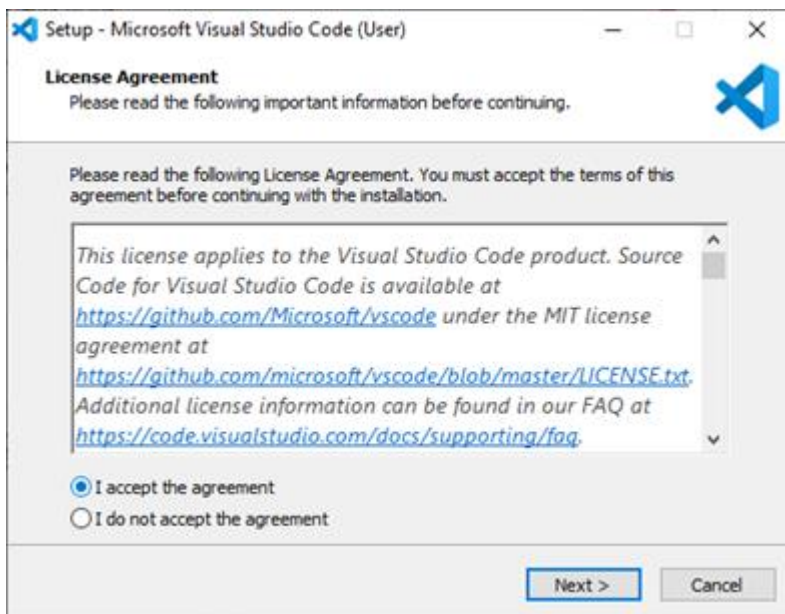 Setup - Microsoft Visual Studio Code (User)
License Agreement
Please read the following important information before continuing.
Please read the following License Agreement. You must accept the terms of this
agreement before continuing with the installation.
This license applies to the Visual Studio Code product. Source
Code for Visual Studio Code is available at
https://github.com/Microsoft/vscode under the MIT license
agreement at
https://github.com/microsoft/vscode/blob/master/LICENSE.txt.
Additional license information can be found in our FAQ at
https://code.visualstudio.com/docs/supporting/faq.
I accept the agreement
I do not accept the agreement
Next >
Cancel